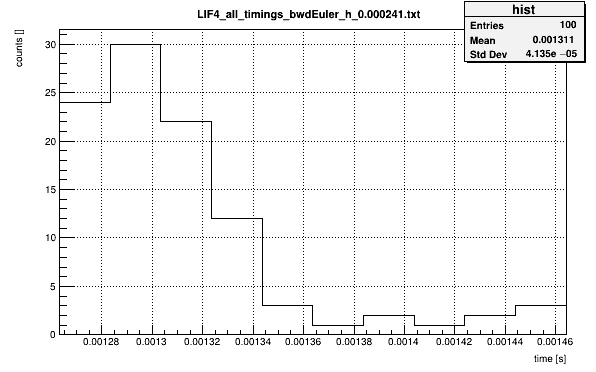 LIF4_all_timings_bwdEuler_h_0.000241.txt
hist
Entries 100
Mean 0.001311
Std Dev 4.135e −05
counts []
30
25
20
15
10
5
0
0.00128 0.0013 0.00132 0.00134 0.00136 0.00138 0.0014 0.00142 0.00144 0.00146
time [s]